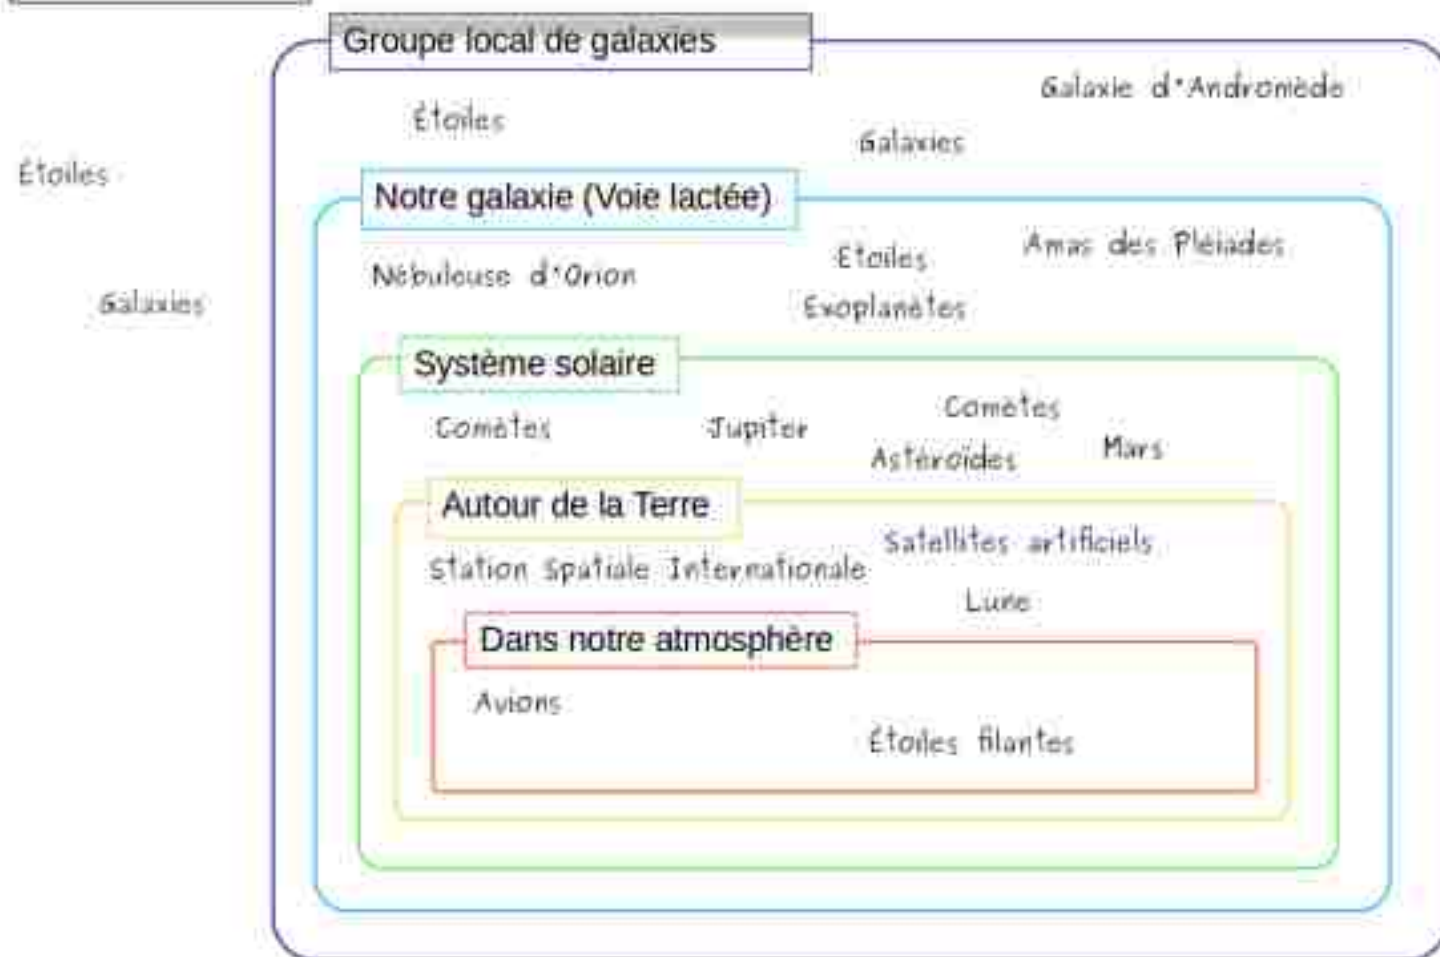 Groupe local de galaxies
Galaxie d'Andromède
Étoiles
Galaxies
Étoiles
Notre galaxie (Voie lactée)
Nébuleuse d'Orion
Etoiles
Amas des Pléiades
Exoplanètes
Galaxies
Système solaire
Comètes
Jupiter
Comètes
Astéroïdes
Mars
Autour de la Terre
Station Spatiale Internationale
Satellites artificiels
Lune
Dans notre atmosphère
Avions
Étoiles filantes